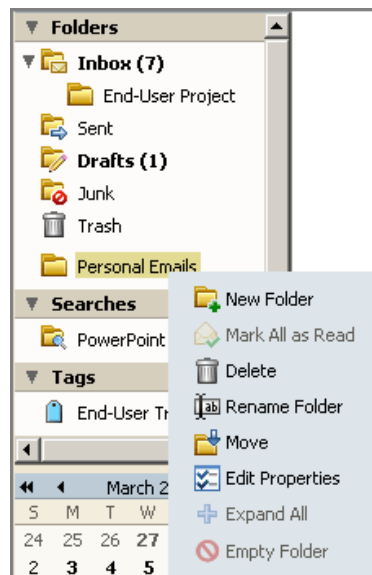 Folders
Inbox (7)
End-User Project
Sent
Drafts (1)
Junk
Trash
Personal Emails
Searches
PowerPoint
Tags
End-User Tr
New Folder
Mark All as Read
Delete
Rename Folder
Move
Edit Properties
Expand All
Empty Folder
March 2
S M T W
24 25 26 27
2 3 4 5